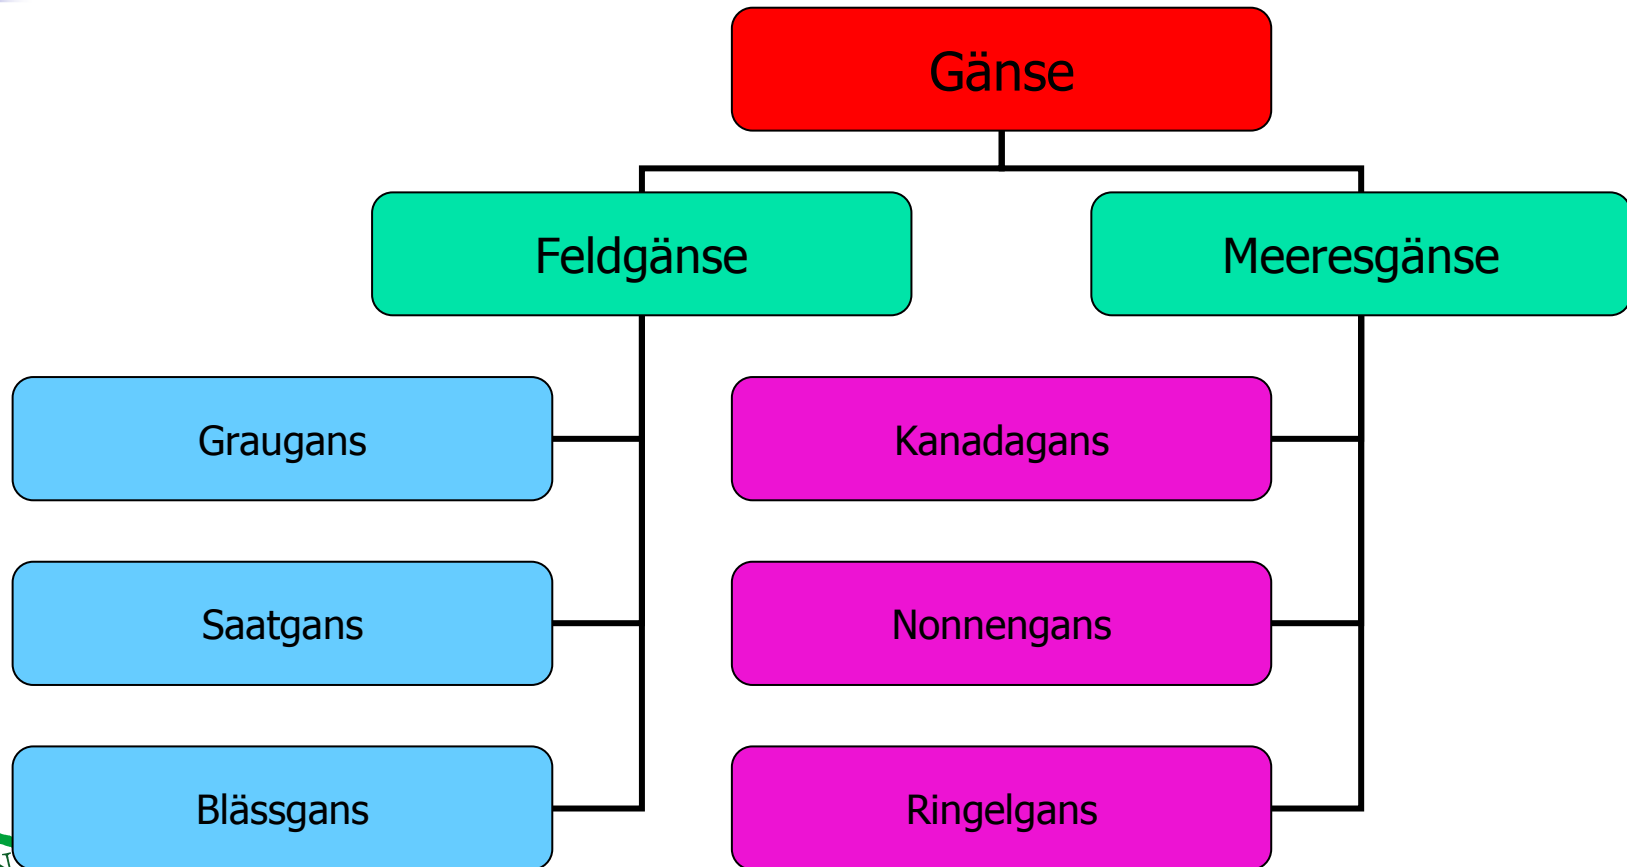 Gänse
Feldgänse
Meeresgänse
Graugans
Kanadagans
Saatgans
Nonnengans
Blässgans
Ringelgans